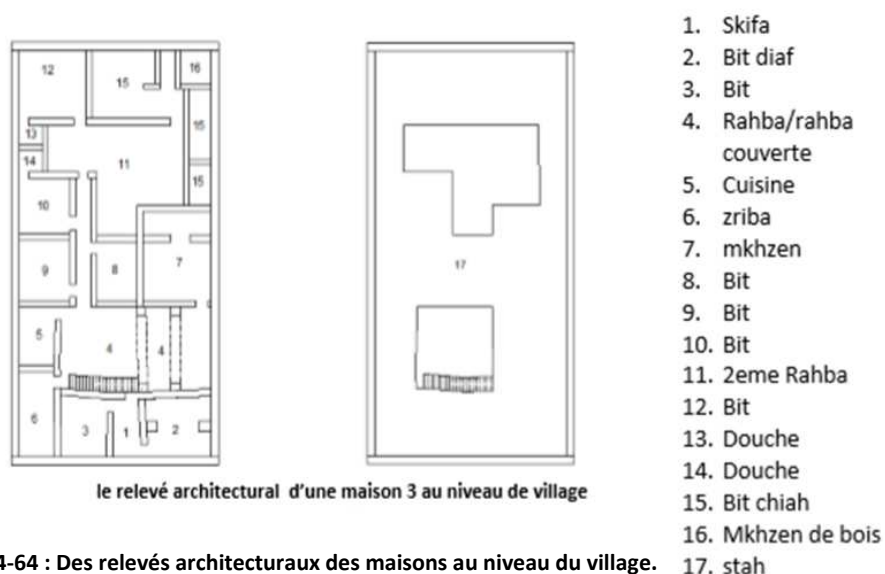 12
15
16
13
14
11
15
15
10
9
8
7
5
4
4
6
3
1
2
17
le relevé architectural d'une maison 3 au niveau de village
4-64 : Des relevés architecturaux des maisons au niveau du village.
1. Skifa
2. Bit diaf
3. Bit
4. Rahba/rahba
couverte
5. Cuisine
6. zriba
7. mkhzen
8. Bit
9. Bit
10. Bit
11. 2eme Rahba
12. Bit
13. Douche
14. Douche
15. Bit chiah
16. Mkhzen de bois
17. stah